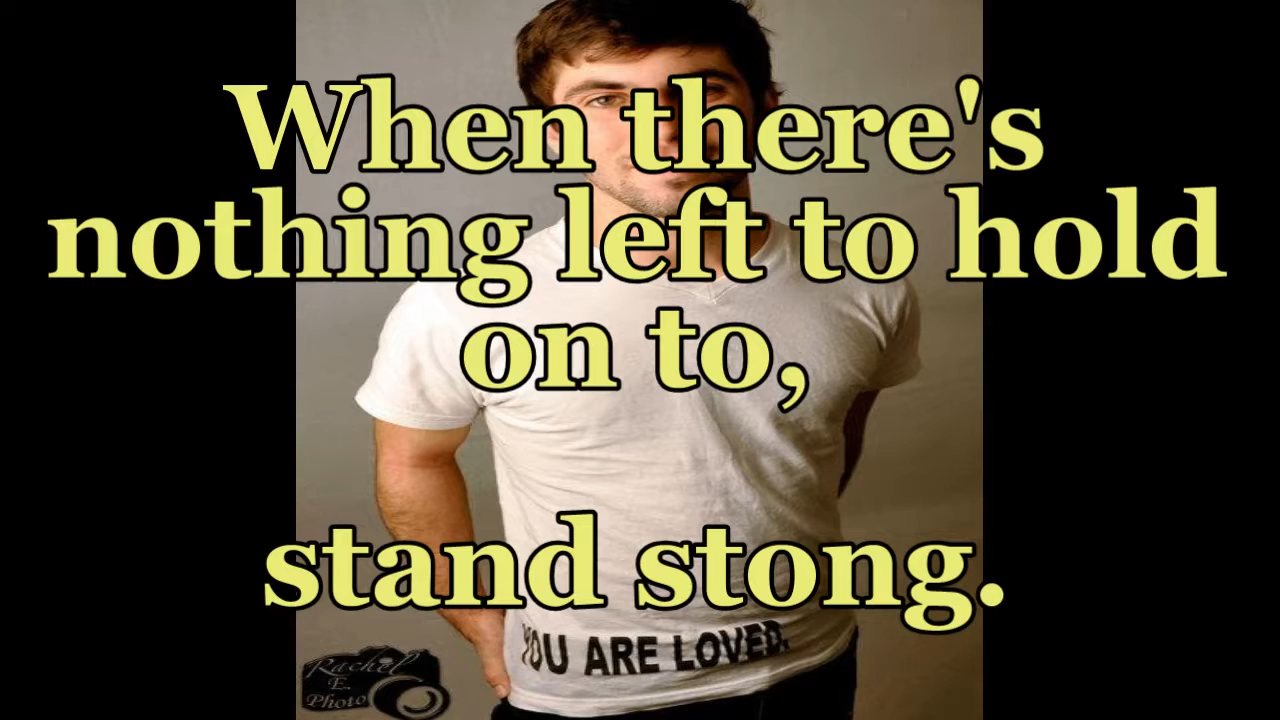 When there's
nothing left to hold
on to,
stand stong.
YOU ARE LOVED.
Rachel
E.
Photo